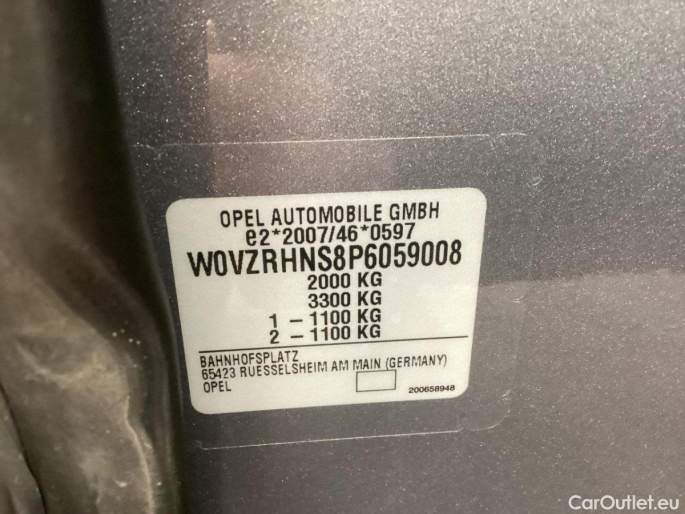 OPEL AUTOMOBILE GMBH
e2*2007/46*0597
W0VZRHNS8P6059008
2000 KG
3300 KG
1 - 1100 KG
2 - 1100 KG
BAHNHOFSPLATZ
65423 RUESSELSHEIM AM MAIN (GERMANY)
OPEL
200658948
CarOutlet.eu